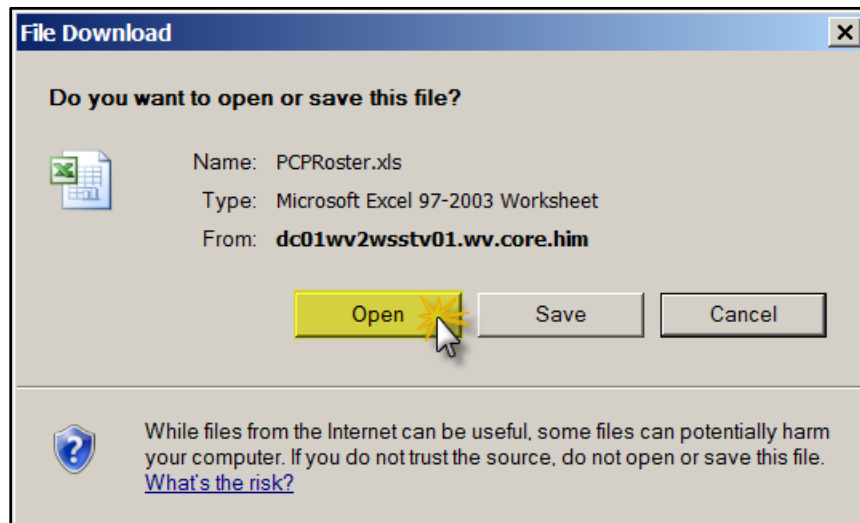 File Download
Do you want to open or save this file?
Name: PCPRoster.xls
Type: Microsoft Excel 97-2003 Worksheet
From: dc01wv2wsstv01.wv.core.him
Open Save Cancel
While files from the Internet can be useful, some files can potentially harm
your computer. If you do not trust the source, do not open or save this file.
What's the risk?